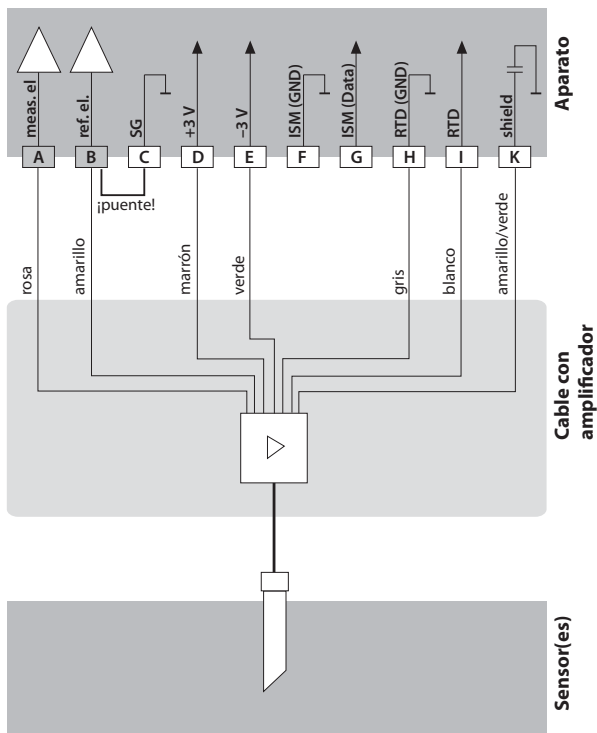 meas. el
ref. el.
SG
+3 V
–3 V
ISM (GND)
ISM (Data)
RTD (GND)
RTD
shield
Aparato
A
B
C
D
E
F
G
H
I
K
¡puente!
rosa
amarillo
marrón
verde
gris
blanco
amarillo/verde
Cable con
amplificador
Sensor(es)